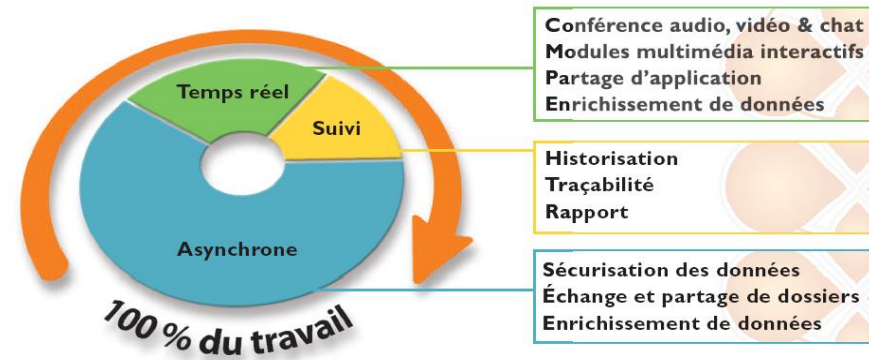 Temps réel
Suivi
Asynchrone
100 % du travail
Conférence audio, vidéo & chat
Modules multimédia interactifs
Partage d'application
Enrichissement de données
Historisation
Traçabilité
Rapport
Sécurisation des données
Échange et partage de dossiers
Enrichissement de données